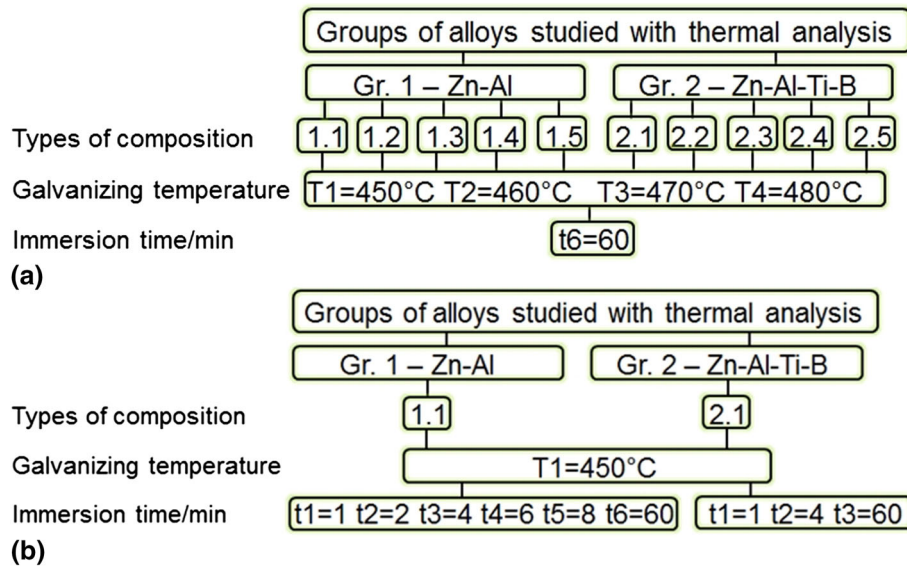 Groups of alloys studied with thermal analysis
Gr. 1 – Zn-Al Gr. 2 – Zn-Al-Ti-B
Types of composition 1.1 1.2 1.3 1.4 1.5 2.1 2.2 2.3 2.4 2.5
Galvanizing temperature T1=450°C T2=460°C T3=470°C T4=480°C
Immersion time/min t6=60
(a)
Groups of alloys studied with thermal analysis
Gr. 1 – Zn-Al Gr. 2 – Zn-Al-Ti-B
Types of composition 1.1 2.1
Galvanizing temperature T1=450°C
Immersion time/min t1=1 t2=2 t3=4 t4=6 t5=8 t6=60 t1=1 t2=4 t3=60
(b)